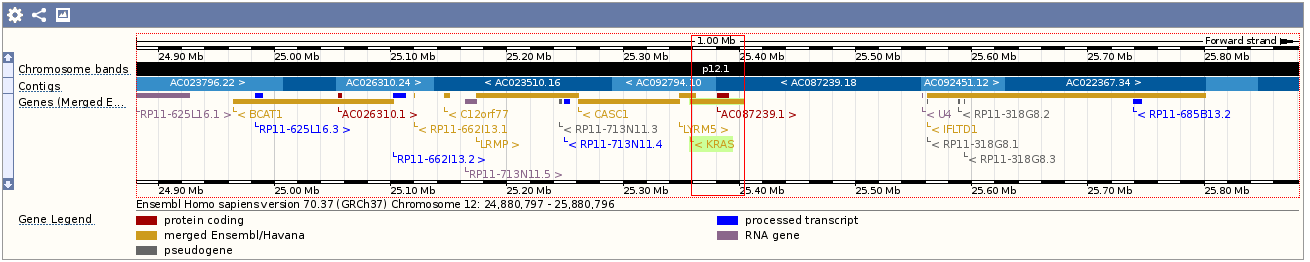 1.00 Mb Forward strand
24.90 Mb 25.00 Mb 25.10 Mb 25.20 Mb 25.30 Mb 25.40 Mb 25.50 Mb 25.60 Mb 25.70 Mb 25.80 Mb
Chromosome bands p12.1
Contigs AC023796.22 > AC026310.24 > < AC023510.16 AC092794.10 < AC087239.18 AC092451.12 > AC022367.34 >
Genes (Merged E...
RP11-625L16.1 > < BCAT1 AC026310.1 > < C12orf77 < CASC1 AC087239.1 > < U4 < RP11-318G8.2 < RP11-685B13.2
RP11-625L16.3 > < RP11-662I13.1 < RP11-713N11.3 LYRM5 > < IFLTD1
LRMP > < RP11-713N11.4 < KRAS < RP11-318G8.1
RP11-662I13.2 > < RP11-318G8.3
RP11-713N11.5 >
24.90 Mb 25.00 Mb 25.10 Mb 25.20 Mb 25.30 Mb 25.40 Mb 25.50 Mb 25.60 Mb 25.70 Mb 25.80 Mb
Ensembl Homo sapiens version 70.37 (GRCh37) Chromosome 12: 24,880,797 - 25,880,796
Gene Legend protein coding processed transcript
merged Ensembl/Havana RNA gene
pseudogene